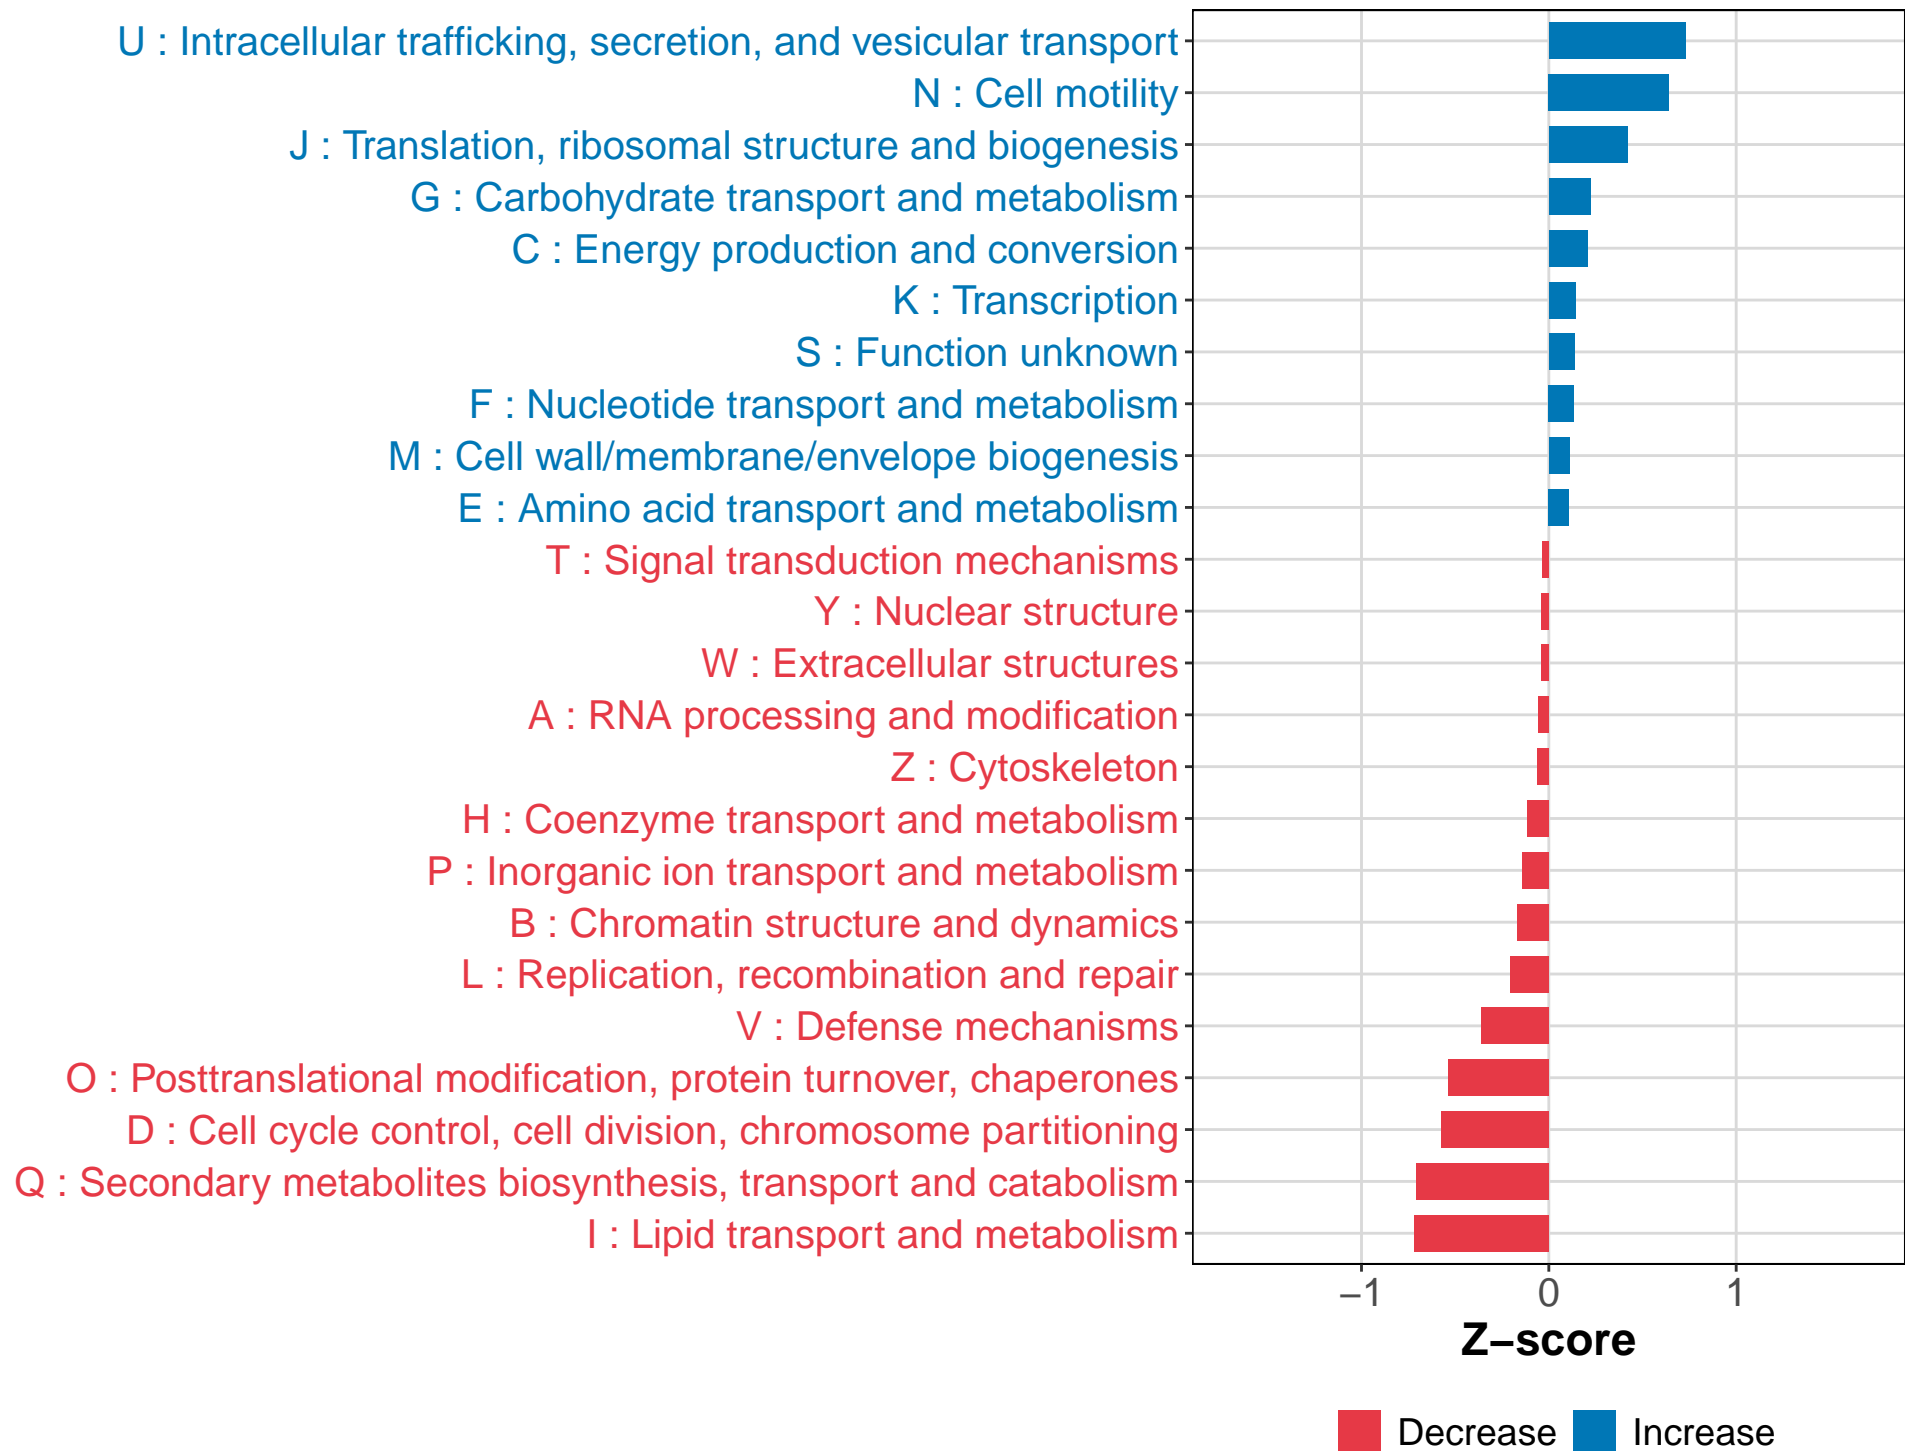 U : Intracellular trafficking, secretion, and vesicular transport
N : Cell motility
J : Translation, ribosomal structure and biogenesis
G : Carbohydrate transport and metabolism
C : Energy production and conversion
K : Transcription
S : Function unknown
F : Nucleotide transport and metabolism
M : Cell wall/membrane/envelope biogenesis
E : Amino acid transport and metabolism
T : Signal transduction mechanisms
Y : Nuclear structure
W : Extracellular structures
A : RNA processing and modification
Z : Cytoskeleton
H : Coenzyme transport and metabolism
P : Inorganic ion transport and metabolism
B : Chromatin structure and dynamics
L : Replication, recombination and repair
V : Defense mechanisms
O : Posttranslational modification, protein turnover, chaperones
D : Cell cycle control, cell division, chromosome partitioning
Q : Secondary metabolites biosynthesis, transport and catabolism
I : Lipid transport and metabolism
−1 0 1
Z−score
Decrease Increase